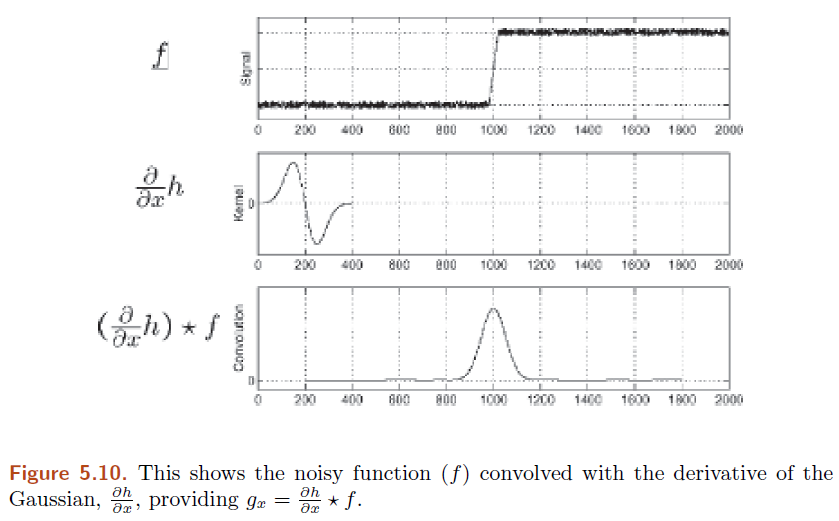 f
Signal
0 200 400 600 800 1000 1200 1400 1600 1800 2000
∂/∂x h
Kernel
0
0 200 400 600 800 1000 1200 1400 1600 1800 2000
(∂/∂x h) ⋆ f
Convolution
0
0 200 400 600 800 1000 1200 1400 1600 1800 2000
Figure 5.10. This shows the noisy function (f) convolved with the derivative of the
Gaussian, ∂h/∂x, providing gx = ∂h/∂x ⋆ f.